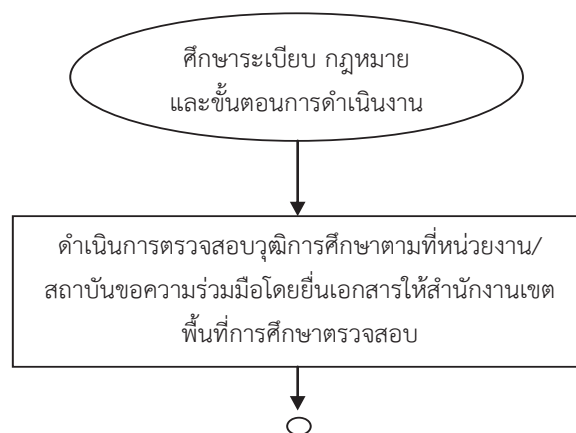 ศึกษาระเบียบ กฎหมาย
และขั้นตอนการดำเนินงาน
ดำเนินการตรวจสอบวุฒิการศึกษาตามที่หน่วยงาน/
สถาบันขอความร่วมมือโดยยื่นเอกสารให้สำนักงานเขต
พื้นที่การศึกษาตรวจสอบ